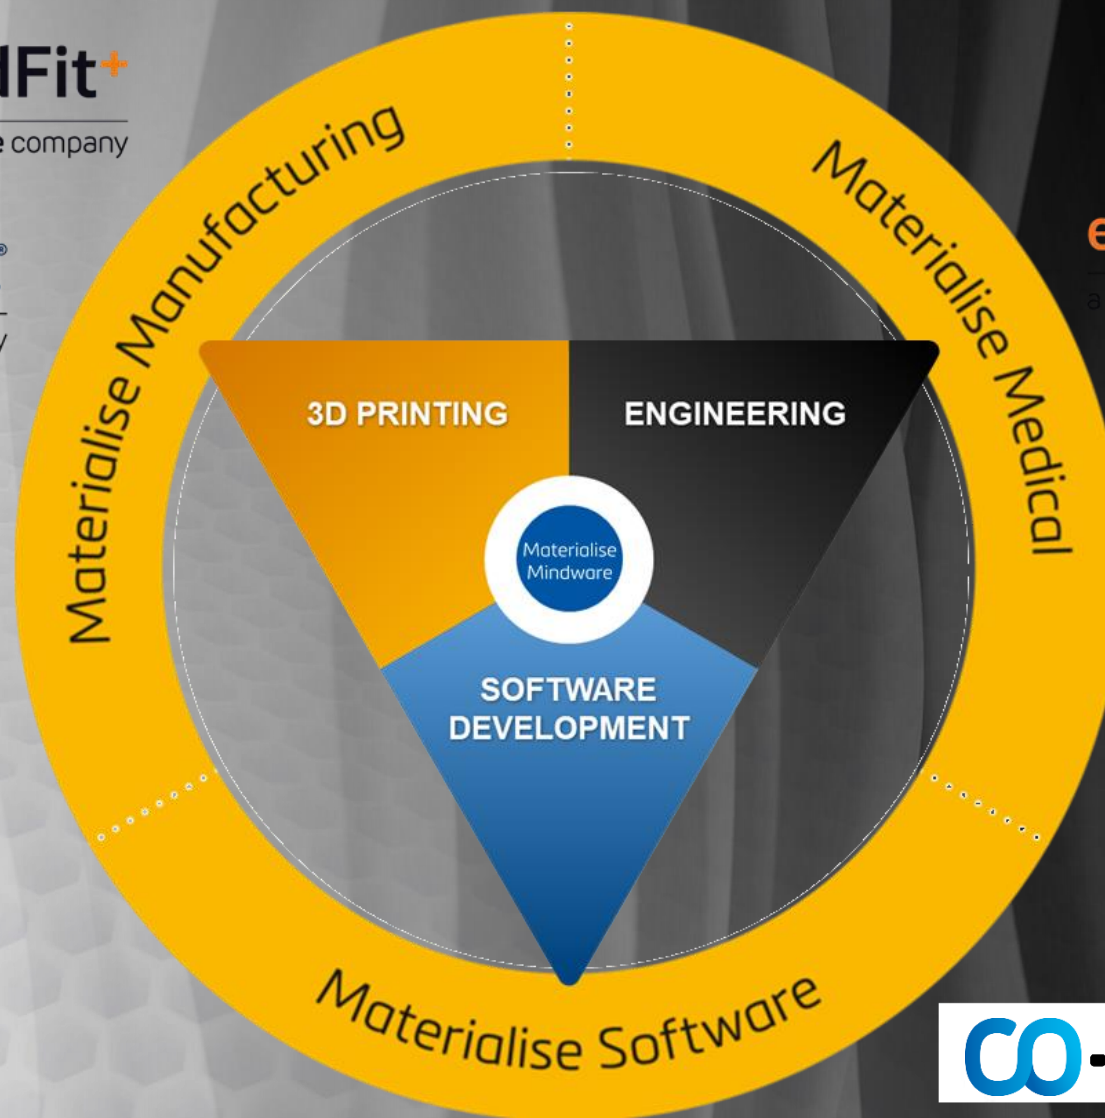 company
Materialise Manufacturing
Materialise Medical
3D PRINTING
ENGINEERING
Materialise
Mindware
SOFTWARE
DEVELOPMENT
Materialise Software